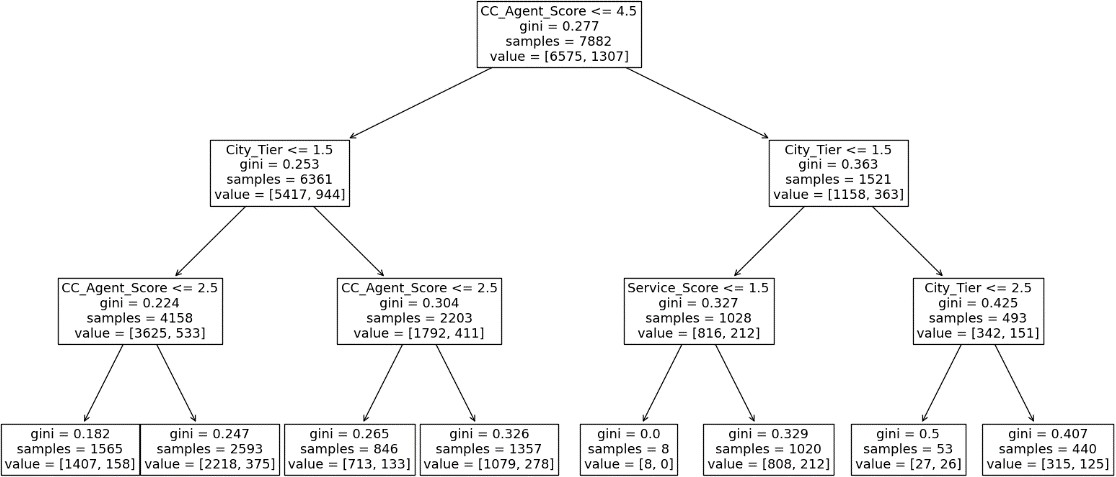 CC_Agent_Score <= 4.5
gini = 0.277
samples = 7882
value = [6575, 1307]
City_Tier <= 1.5
gini = 0.253
samples = 6361
value = [5417, 944]
City_Tier <= 1.5
gini = 0.363
samples = 1521
value = [1158, 363]
CC_Agent_Score <= 2.5
gini = 0.224
samples = 4158
value = [3625, 533]
CC_Agent_Score <= 2.5
gini = 0.304
samples = 2203
value = [1792, 411]
Service_Score <= 1.5
gini = 0.327
samples = 1028
value = [816, 212]
City_Tier <= 2.5
gini = 0.425
samples = 493
value = [342, 151]
gini = 0.182
samples = 1565
value = [1407, 158]
gini = 0.247
samples = 2593
value = [2218, 375]
gini = 0.265
samples = 846
value = [713, 133]
gini = 0.326
samples = 1357
value = [1079, 278]
gini = 0.0
samples = 8
value = [8, 0]
gini = 0.329
samples = 1020
value = [808, 212]
gini = 0.5
samples = 53
value = [27, 26]
gini = 0.407
samples = 440
value = [315, 125]